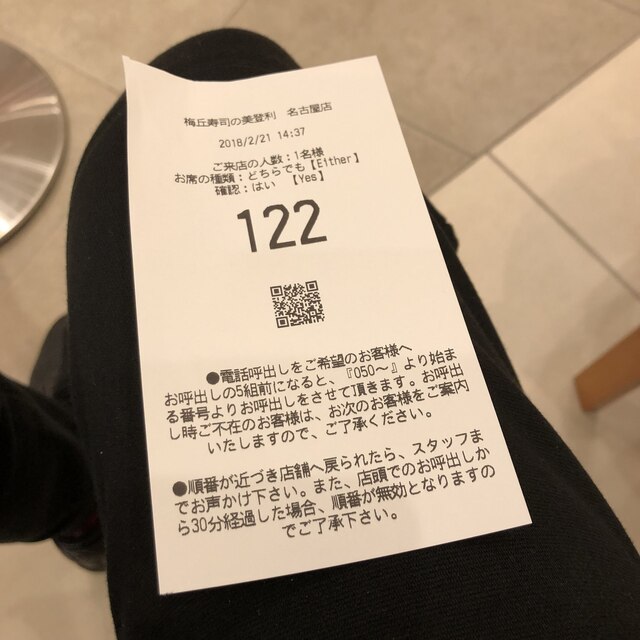 梅丘寿司の美登利 名古屋店
2018/2/21 14:37
ご来店の人数：1名様
お席の種類：どちらでも【Either】
確認：はい 【Yes】
122
●電話呼出しをご希望のお客様へ
お呼出しの5組前になると、『050～』より始ま
る番号よりお呼出しをさせて頂きます。お呼出
し時ご不在のお客様は、お次のお客様をご案内
いたしますので、ご了承ください。
●順番が近づき店舗へ戻られたら、スタッフま
でお声かけ下さい。また、店頭でのお呼出しか
ら30分経過した場合、順番が無効となりますの
でご了承下さい。